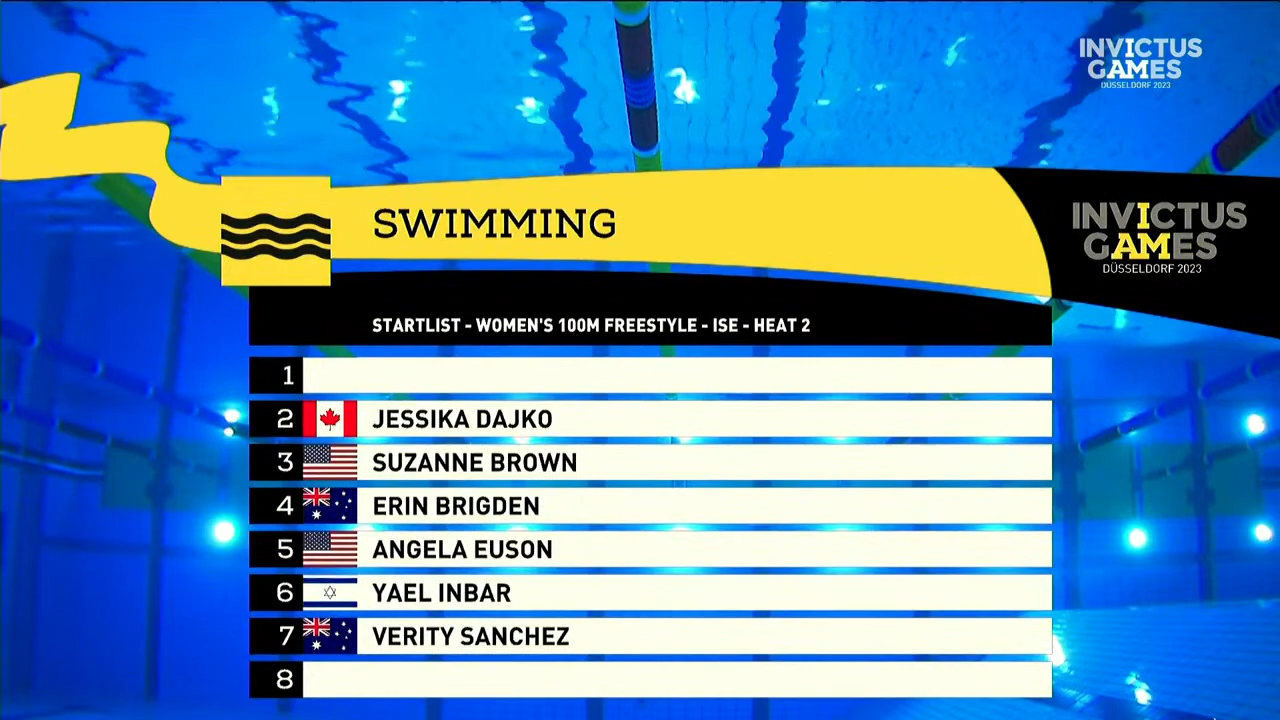 INVICTUS
GAMES
DÜSSELDORF 2023
SWIMMING
INVICTUS
GAMES
DÜSSELDORF 2023
STARTLIST - WOMEN'S 100M FREESTYLE - ISE - HEAT 2
1
2 JESSIKA DAJKO
3 SUZANNE BROWN
4 ERIN BRIGDEN
5 ANGELA EUSON
6 YAEL INBAR
7 VERITY SANCHEZ
8